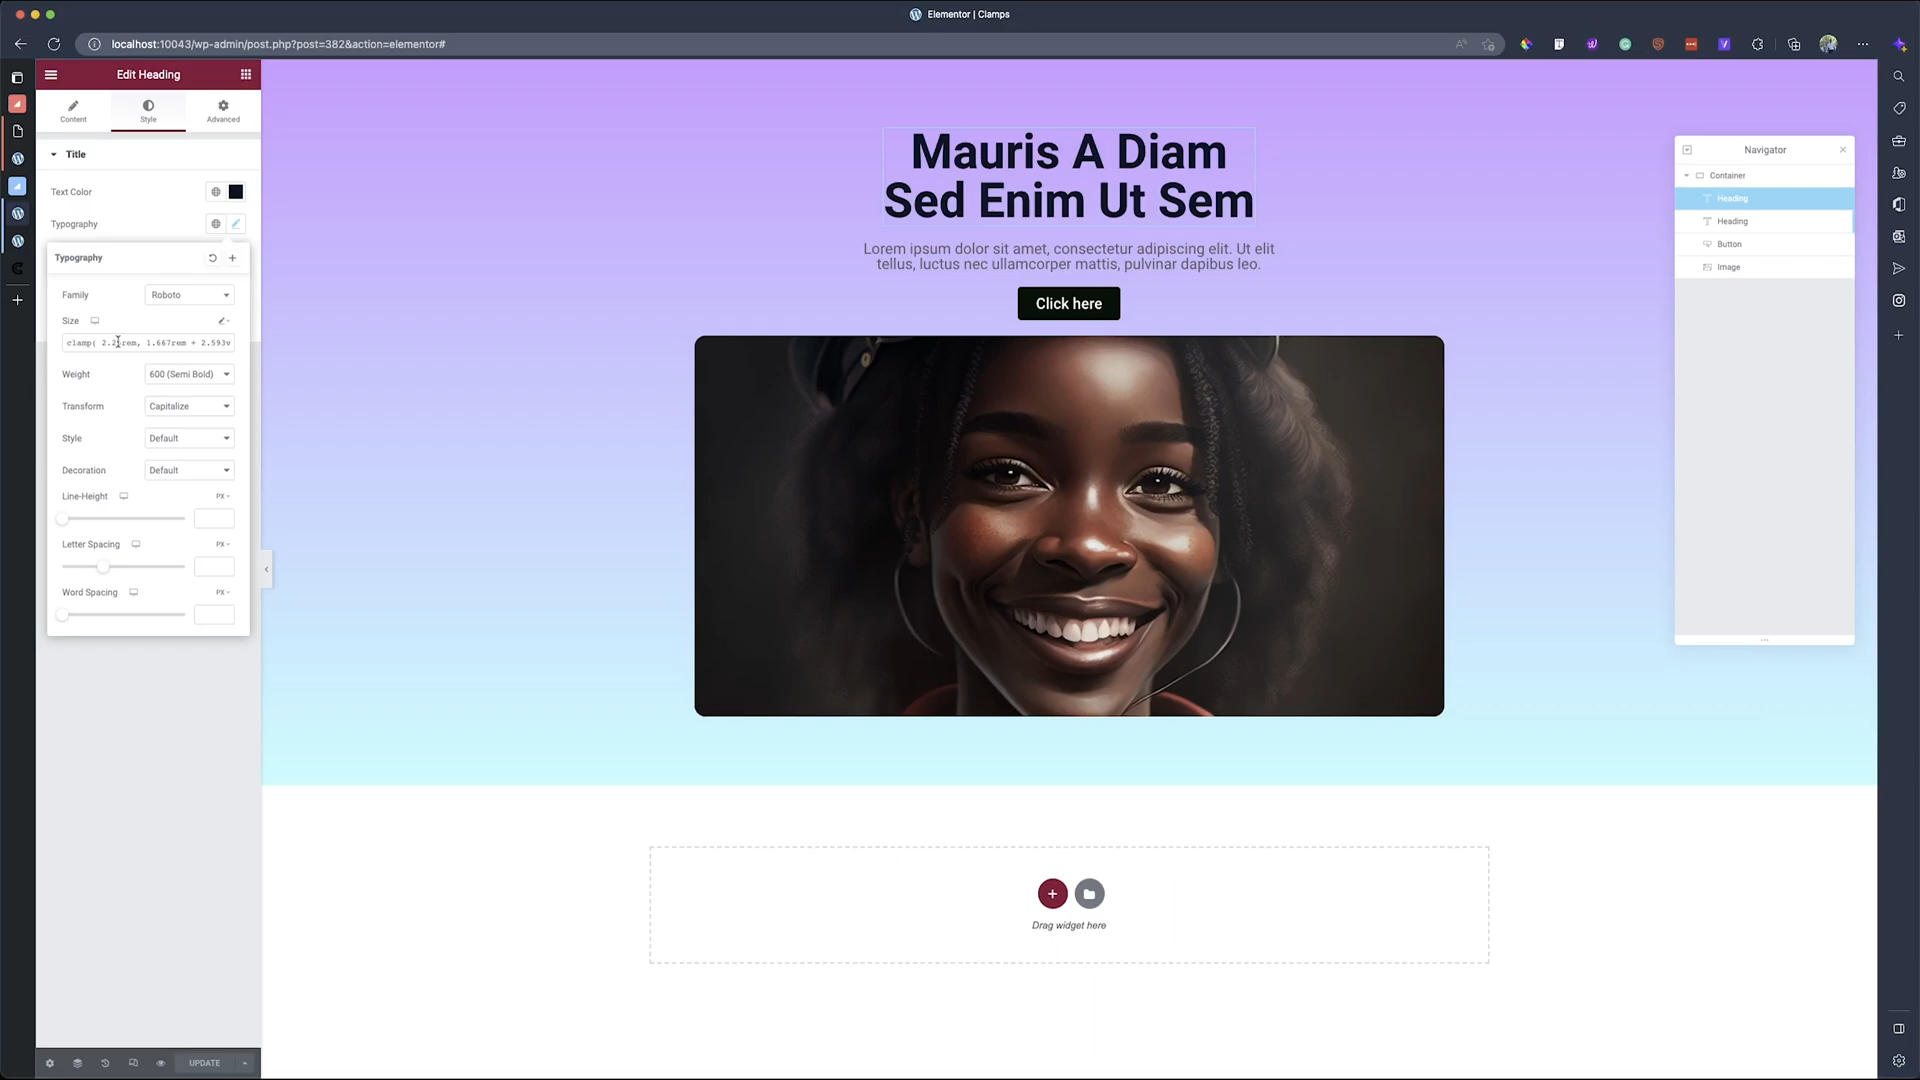 Elementor | Clamps
localhost:10043/wp-admin/post.php?post=382&action=elementor#
Edit Heading
Content
Style
Advanced
Title
Text Color
Typography
Typography
Family
Roboto
Size
clamp( 2.25rem, 1.667rem + 2.593v
Weight
600 (Semi Bold)
Transform
Capitalize
Style
Default
Decoration
Default
Line-Height
PX
Letter Spacing
PX
Word Spacing
PX
UPDATE
Mauris A Diam
Sed Enim Ut Sem
Lorem ipsum dolor sit amet, consectetur adipiscing elit. Ut elit
tellus, luctus nec ullamcorper mattis, pulvinar dapibus leo.
Click here
Drag widget here
Navigator
Container
Heading
Heading
Button
Image